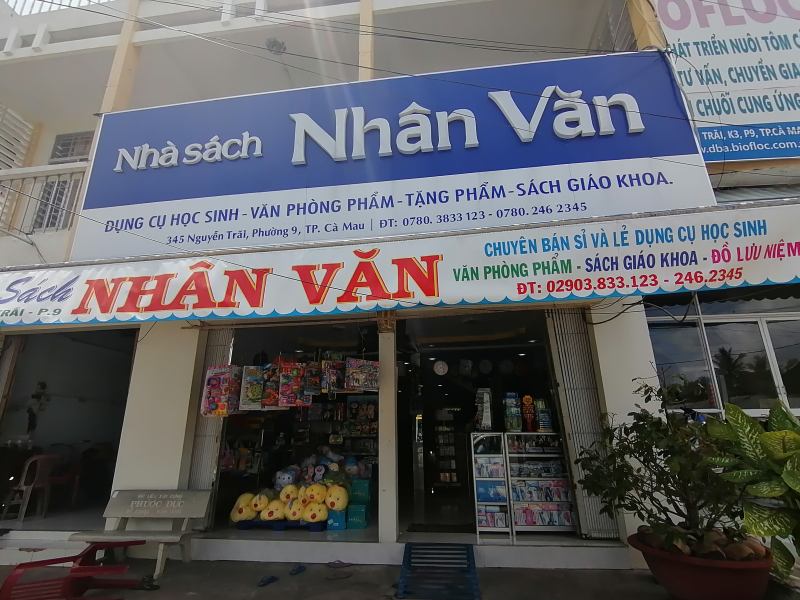 Nhà sách Nhân Văn
DỤNG CỤ HỌC SINH - VĂN PHÒNG PHẨM - TẶNG PHẨM - SÁCH GIÁO KHOA.
345 Nguyễn Trãi, Phường 9, TP. Cà Mau | ĐT: 0780. 3833 123 - 0780. 246 2345
Sách NHÂN VĂN
TRÃI - P.9
CHUYÊN BÁN SỈ VÀ LẺ DỤNG CỤ HỌC SINH
VĂN PHÒNG PHẨM - SÁCH GIÁO KHOA - ĐỒ LƯU NIỆM
ĐT: 02903.833.123 - 246.2345
OFLOC
HÁT TRIỂN NUÔI TÔM C
TƯ VẤN, CHUYỂN GIA
CHUỖI CUNG ỨNG
TRÃI, K3, P9, TP.CÀ MA
w.dba.biofloc.com
PHƯỚC ĐỨC